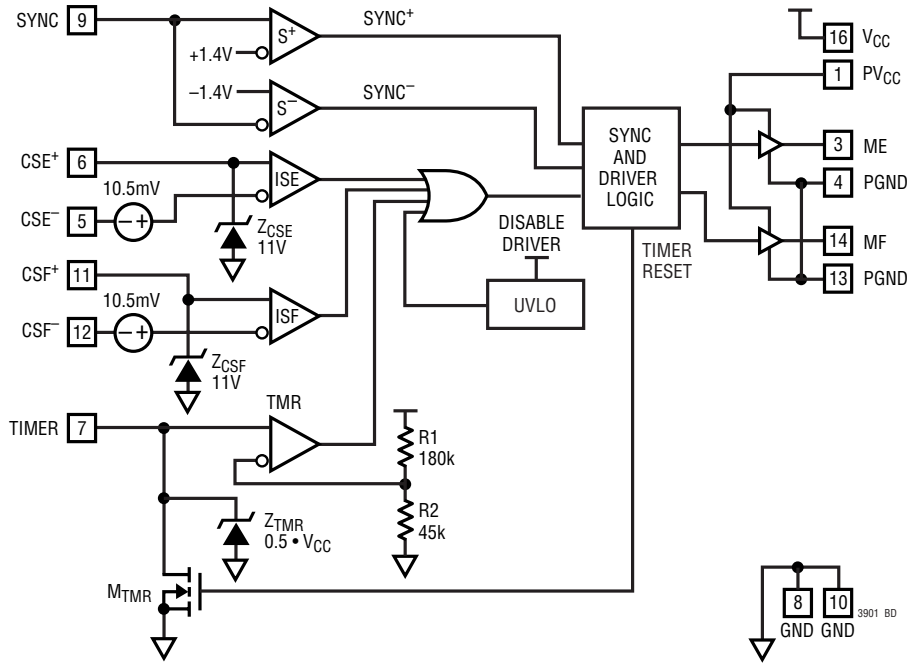 SYNC 9
SYNC+
S+
+1.4V
–1.4V
S–
SYNC–
16 VCC
1 PVCC
SYNC
AND
DRIVER
LOGIC
3 ME
4 PGND
14 MF
13 PGND
CSE+ 6
10.5mV
ISE
CSE– 5
– +
ZCSE
11V
DISABLE
DRIVER
UVLO
TIMER
RESET
CSF+ 11
10.5mV
ISF
CSF– 12
– +
ZCSF
11V
TMR
TIMER 7
R1
180k
R2
45k
ZTMR
0.5 • VCC
MTMR
8 10
GND GND
3901 BD